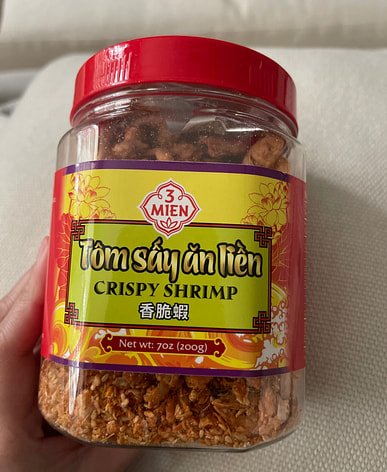 3
MIEN
Tôm sấy ăn liền
CRISPY SHRIMP
香脆蝦
Net wt: 7oz (200g)